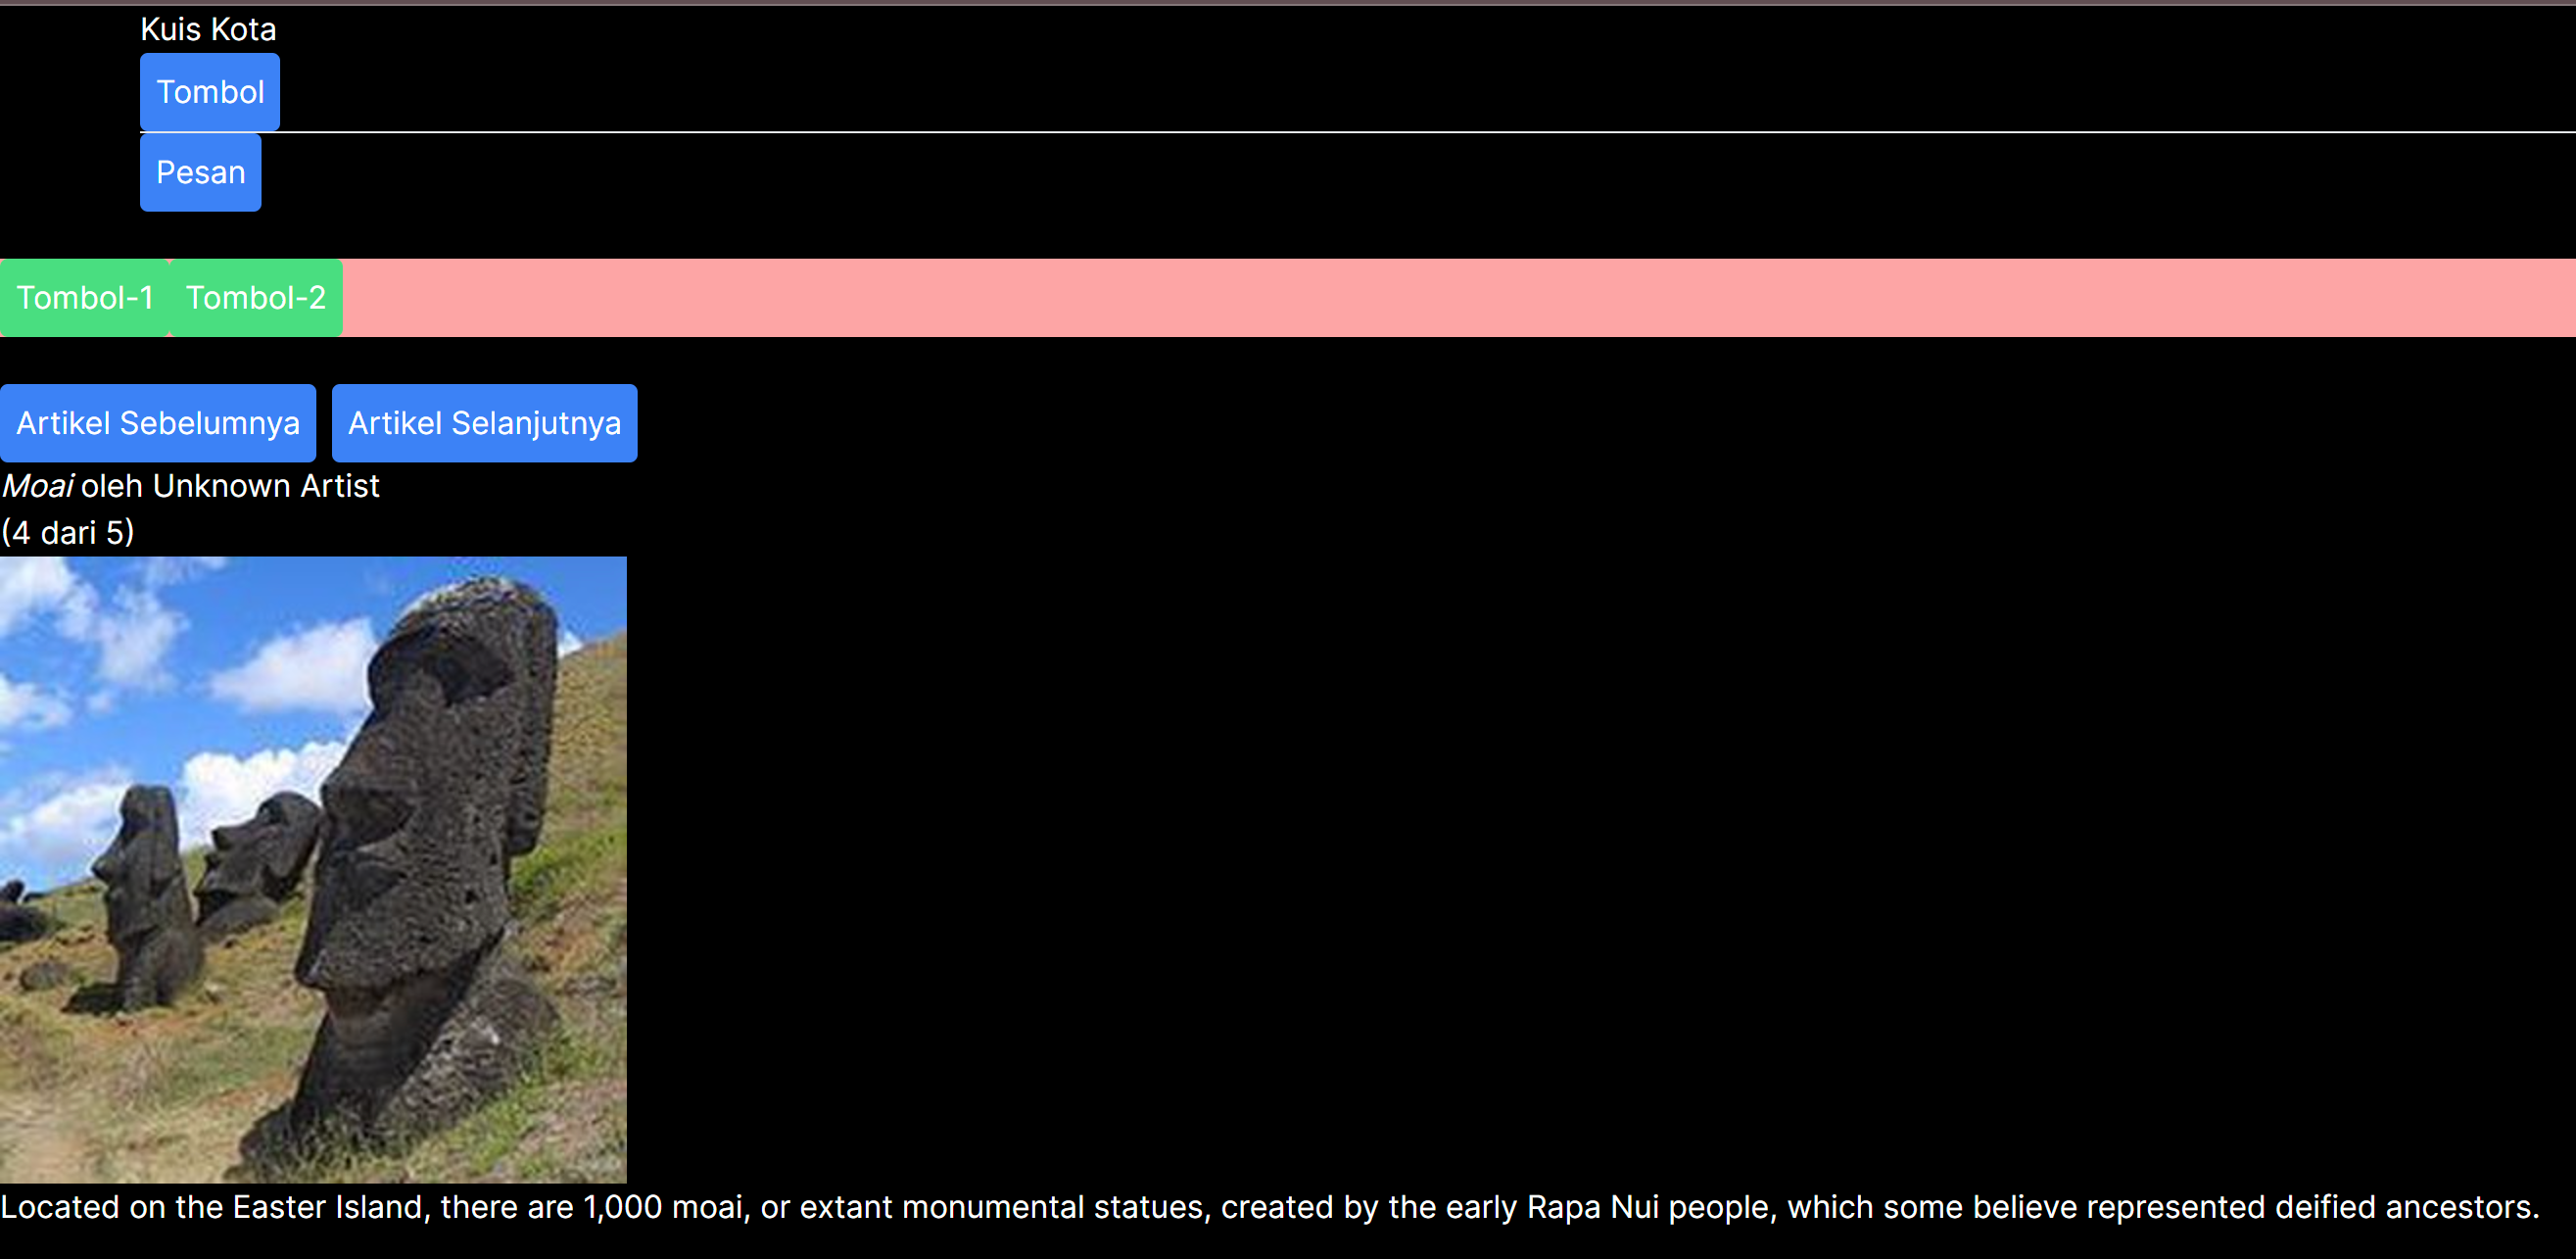 Kuis Kota
Tombol
Pesan
Tombol-1 Tombol-2
Artikel Sebelumnya Artikel Selanjutnya
Moai oleh Unknown Artist
(4 dari 5)
Located on the Easter Island, there are 1,000 moai, or extant monumental statues, created by the early Rapa Nui people, which some believe represented deified ancestors.